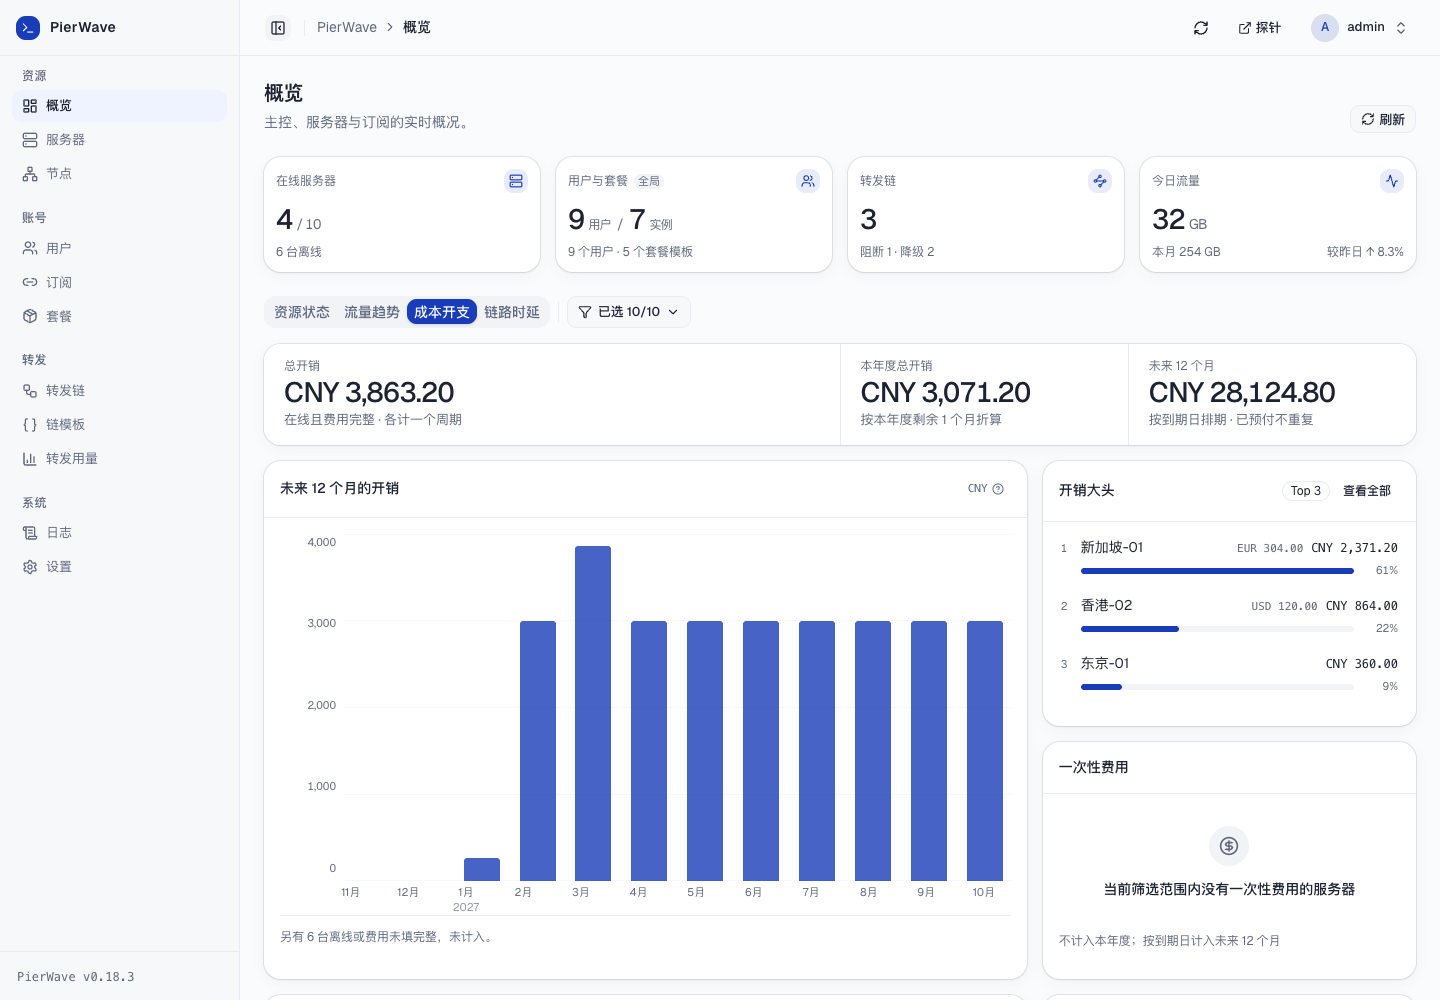 PierWave
PierWave > 概览
探针
A admin
资源
概览
服务器
节点
账号
用户
订阅
套餐
转发
转发链
链模板
转发用量
系统
日志
设置
PierWave v0.18.3
概览
主控、服务器与订阅的实时概况。
刷新
在线服务器
4 / 10
6 台离线
用户与套餐 全局
9 用户 / 7 实例
9 个用户 · 5 个套餐模板
转发链
3
阻断 1 · 降级 2
今日流量
32 GB
本月 254 GB 较昨日 ↑ 8.3%
资源状态 流量趋势 成本开支 链路时延 已选 10/10
总开销
CNY 3,863.20
在线且费用完整 · 各计一个周期
本年度总开销
CNY 3,071.20
按本年度剩余 1 个月折算
未来 12 个月
CNY 28,124.80
按到期日排期 · 已预付不重复
未来 12 个月的开销 CNY
4,000
3,000
2,000
1,000
0
11月 12月 1月 2月 3月 4月 5月 6月 7月 8月 9月 10月
2027
另有 6 台离线或费用未填完整，未计入。
开销大头 Top 3 查看全部
1 新加坡-01 EUR 304.00 CNY 2,371.20
61%
2 香港-02 USD 120.00 CNY 864.00
22%
3 东京-01 CNY 360.00
9%
一次性费用
当前筛选范围内没有一次性费用的服务器
不计入本年度；按到期日计入未来 12 个月